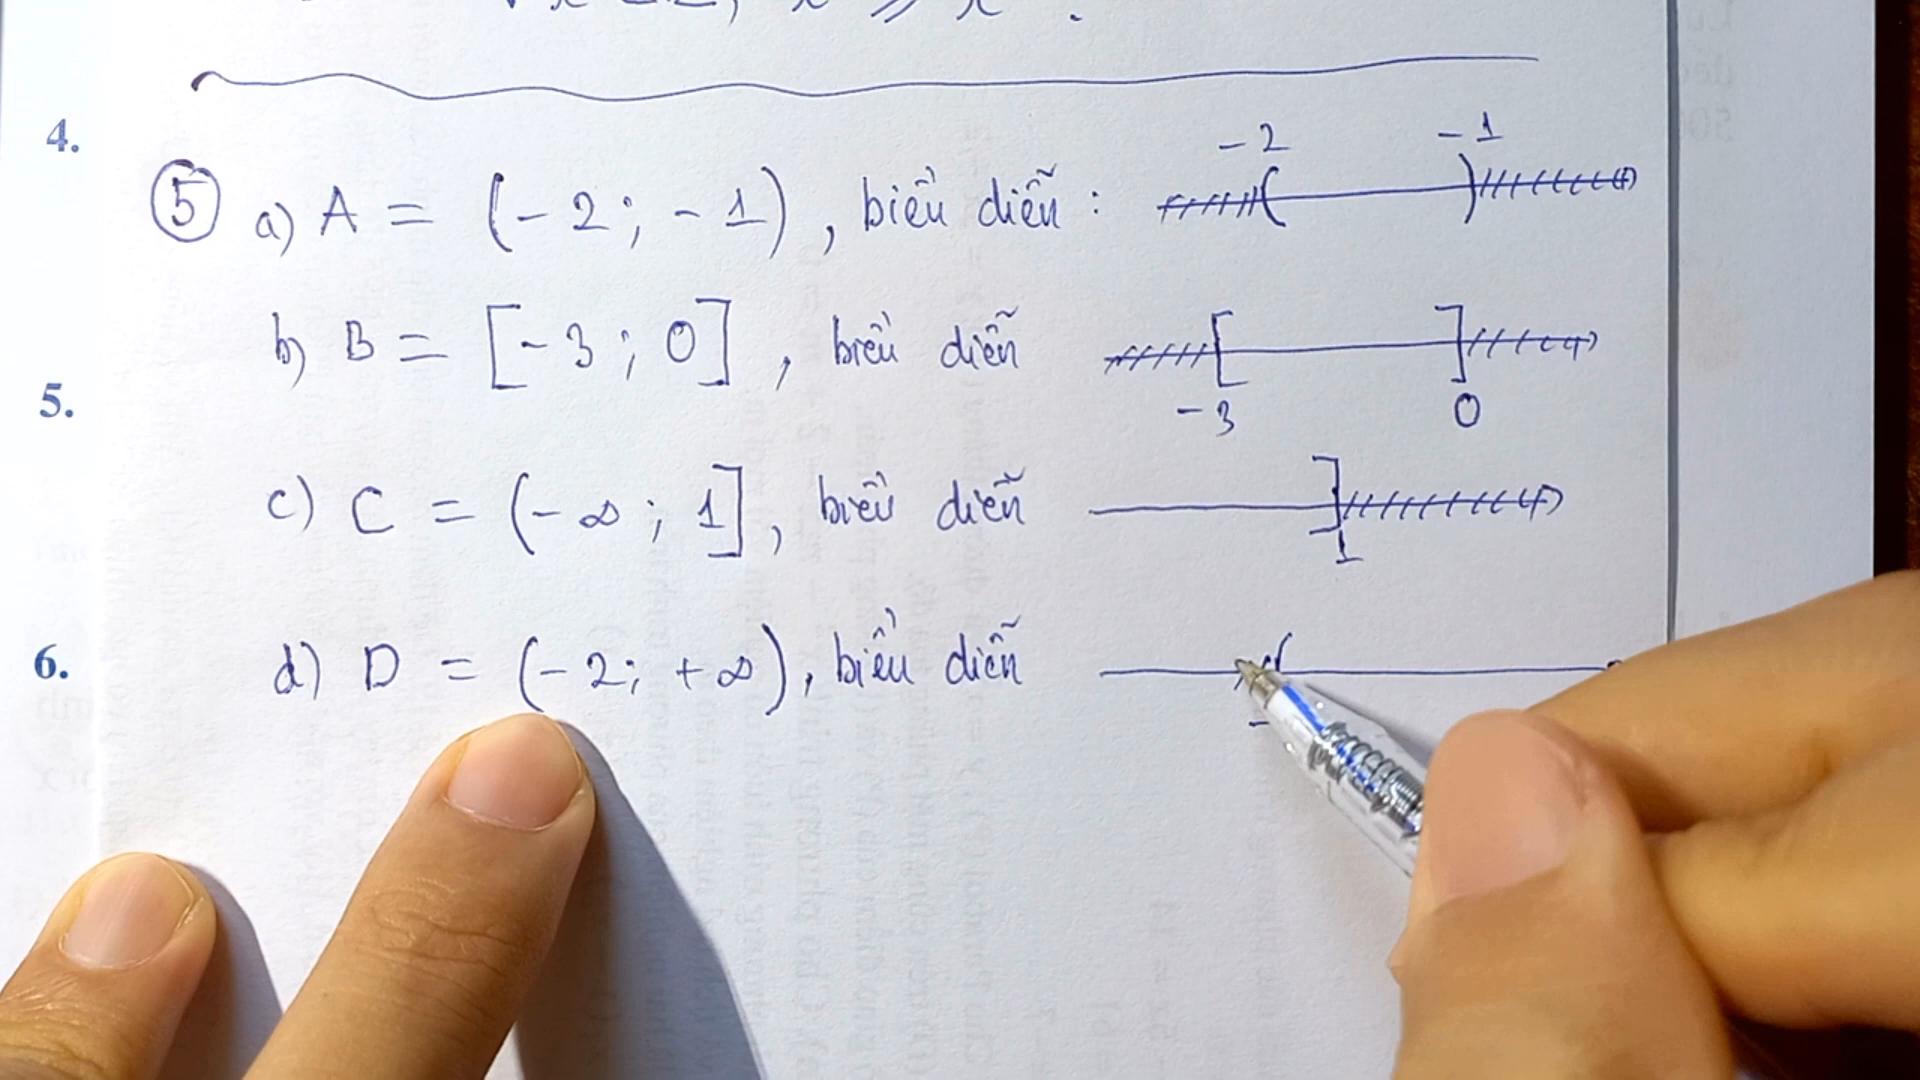 4.
-2 -1
⑤ a) A = (-2; -1), biểu diễn :
b) B = [-3; 0], biểu diễn
-3 0
5.
c) C = (-∞; 1], biểu diễn
1
6.
d) D = (-2; +∞), biểu diễn